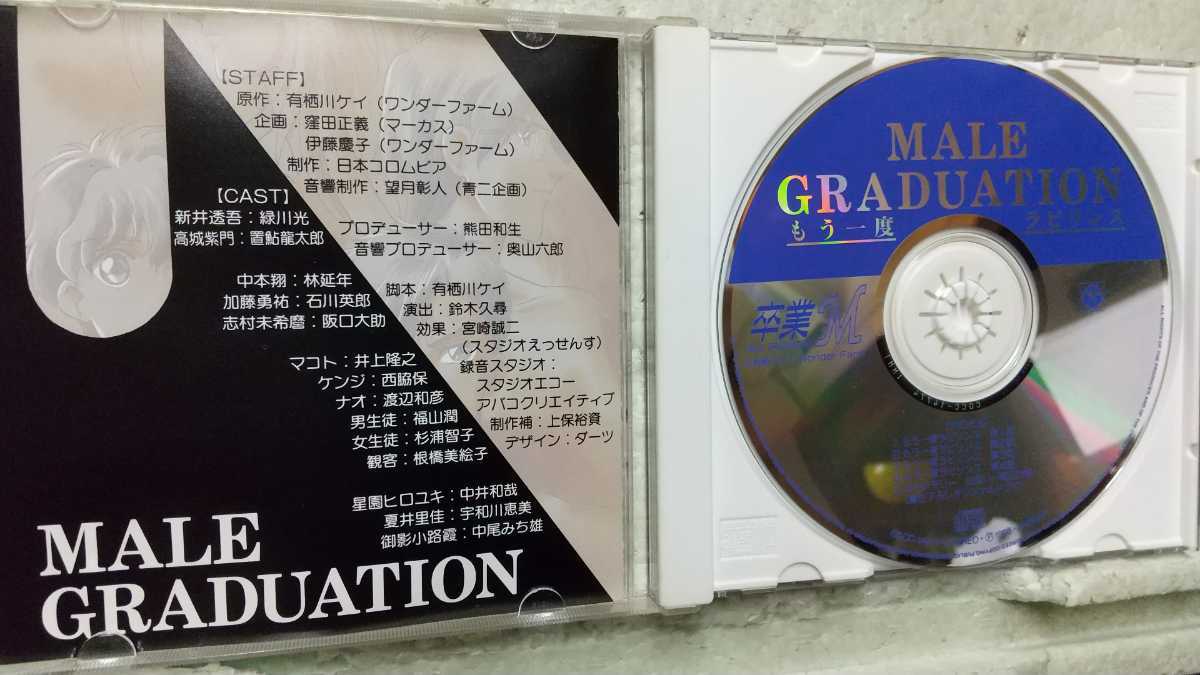 【STAFF】
原作：有栖川ケイ（ワンダーファーム）
企画：窪田正義（マーカス）
伊藤慶子（ワンダーファーム）
制作：日本コロムビア
音響制作：望月彰人（青二企画）
プロデューサー：熊田和生
音響プロデューサー：奥山六郎
脚本：有栖川ケイ
演出：鈴木久尋
効果：宮崎誠二
（スタジオえっせんす）
録音スタジオ：
スタジオエコー
アバコクリエイティブ
制作補：上保裕資
デザイン：ダーツ
【CAST】
新井透吾：緑川光
高城紫門：置鮎龍太郎
中本翔：林延年
加藤勇祐：石川英郎
志村未希麿：阪口大助
マコト：井上隆之
ケンジ：西脇保
ナオ：渡辺和彦
男生徒：福山潤
女生徒：杉浦智子
観客：根橋美絵子
星園ヒロユキ：中井和哉
夏井里佳：宇和川恵美
御影小路霞：中尾みち雄
MALE
GRADUATION
MALE
GRADUATION
もう一度
ラビリンス
卒業M